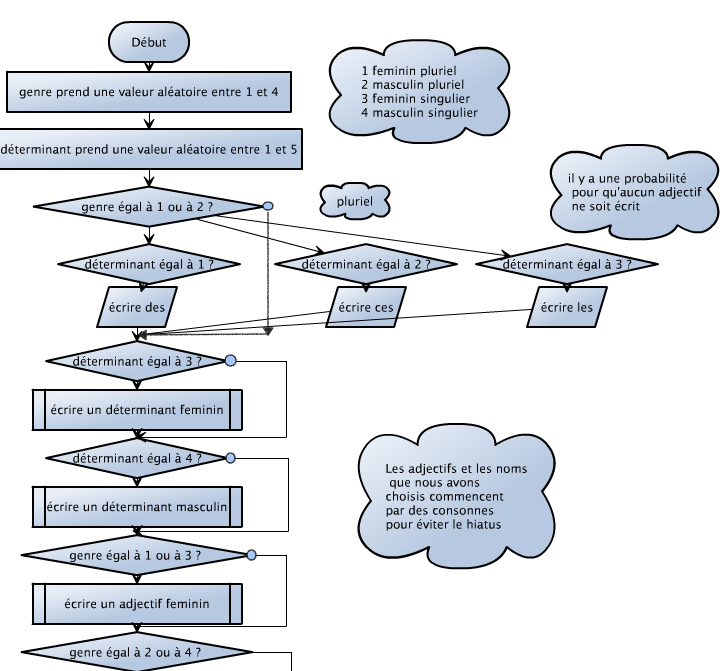 Début
genre prend une valeur aléatoire entre 1 et 4
1 feminin pluriel
2 masculin pluriel
3 feminin singulier
4 masculin singulier
déterminant prend une valeur aléatoire entre 1 et 5
il y a une probabilité
pour qu'aucun adjectif
ne soit écrit
genre égal à 1 ou à 2 ?
pluriel
déterminant égal à 1 ?
déterminant égal à 2 ?
déterminant égal à 3 ?
écrire des
écrire ces
écrire les
déterminant égal à 3 ?
écrire un déterminant feminin
déterminant égal à 4 ?
écrire un déterminant masculin
Les adjectifs et les noms
que nous avons
choisis commencent
par des consonnes
pour éviter le hiatus
genre égal à 1 ou à 3 ?
écrire un adjectif feminin
genre égal à 2 ou à 4 ?